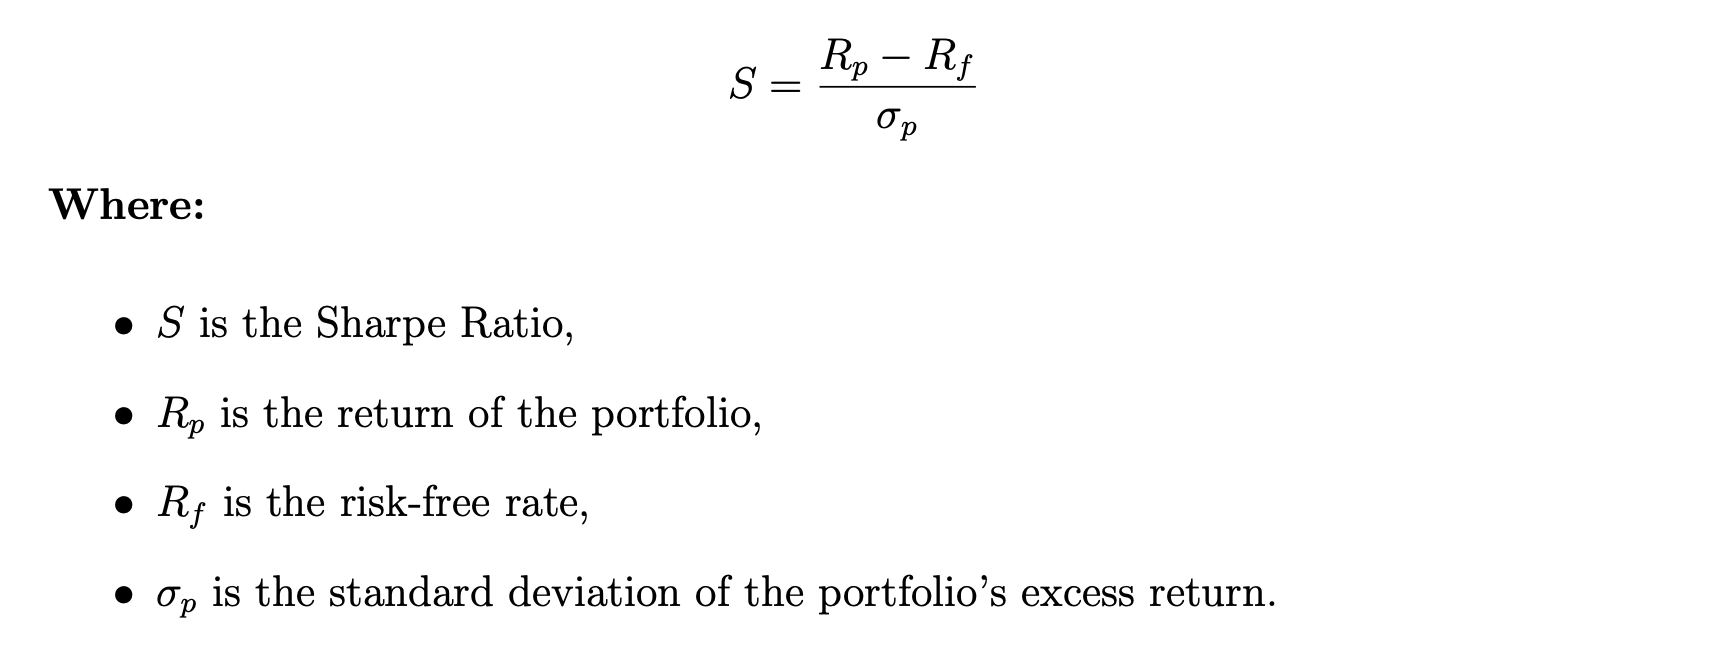 S = \frac{R_p - R_f}{\sigma_p}
Where:
• S is the Sharpe Ratio,
• R_p is the return of the portfolio,
• R_f is the risk-free rate,
• σ_p is the standard deviation of the portfolio’s excess return.